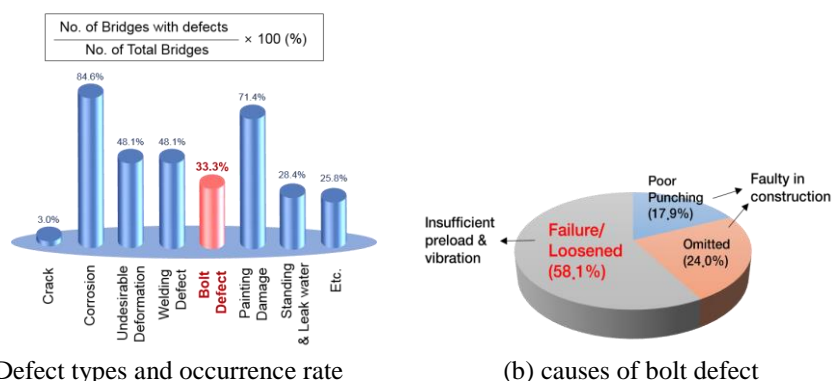 No. of Bridges with defects
No. of Total Bridges
× 100 (%)
84.6%
71.4%
48.1%
48.1%
33.3%
28.4%
25.8%
3.0%
Crack
Corrosion
Undesirable
Deformation
Welding
Defect
Bolt
Defect
Painting
Damage
Standing
& Leak water
Etc.
Defect types and occurrence rate
Poor
Punching
(17.9%)
Faulty in
construction
Insufficient
preload &
vibration
Failure/
Loosened
(58.1%)
Omitted
(24.0%)
(b) causes of bolt defect